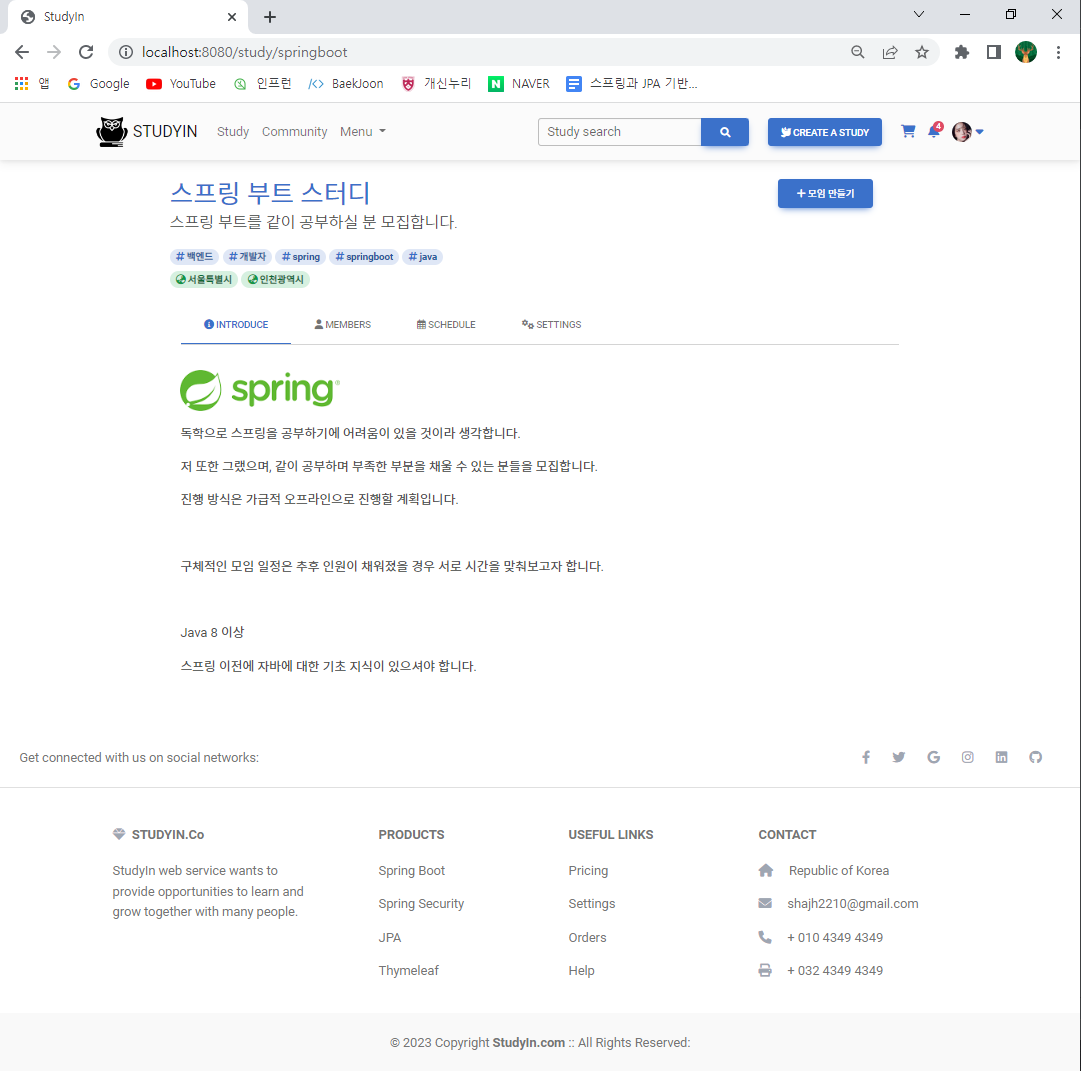 StudyIn
localhost:8080/study/springboot
앱 Google YouTube 인프런 BaekJoon 개신누리 NAVER 스프링과 JPA 기반...
STUDYIN Study Community Menu Study search CREATE A STUDY 4
스프링 부트 스터디
+ 모임 만들기
스프링 부트를 같이 공부하실 분 모집합니다.
# 백엔드 # 개발자 # spring # springboot # java
서울특별시 인천광역시
INTRODUCE MEMBERS SCHEDULE SETTINGS
spring
독학으로 스프링을 공부하기에 어려움이 있을 것이라 생각합니다.
저 또한 그랬으며, 같이 공부하며 부족한 부분을 채울 수 있는 분들을 모집합니다.
진행 방식은 가급적 오프라인으로 진행할 계획입니다.
구체적인 모임 일정은 추후 인원이 채워졌을 경우 서로 시간을 맞춰보고자 합니다.
Java 8 이상
스프링 이전에 자바에 대한 기초 지식이 있으셔야 합니다.
Get connected with us on social networks:
STUDYIN.Co
StudyIn web service wants to
provide opportunities to learn and
grow together with many people.
PRODUCTS
Spring Boot
Spring Security
JPA
Thymeleaf
USEFUL LINKS
Pricing
Settings
Orders
Help
CONTACT
Republic of Korea
shajh2210@gmail.com
+ 010 4349 4349
+ 032 4349 4349
© 2023 Copyright StudyIn.com :: All Rights Reserved: